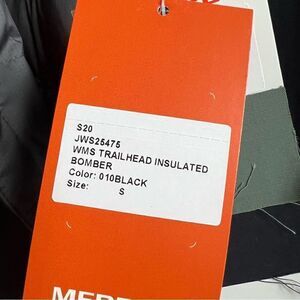 S20
JWS25475
WMS TRAILHEAD INSULATED
BOMBER
Color: 010BLACK
Size: S